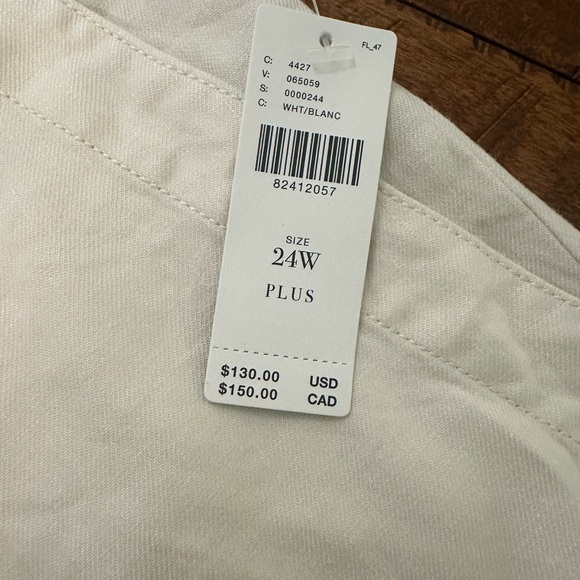 FL_47
C: 4427
V: 065059
S: 0000244
C: WHT/BLANC
82412057
SIZE
24W
PLUS
$130.00 USD
$150.00 CAD